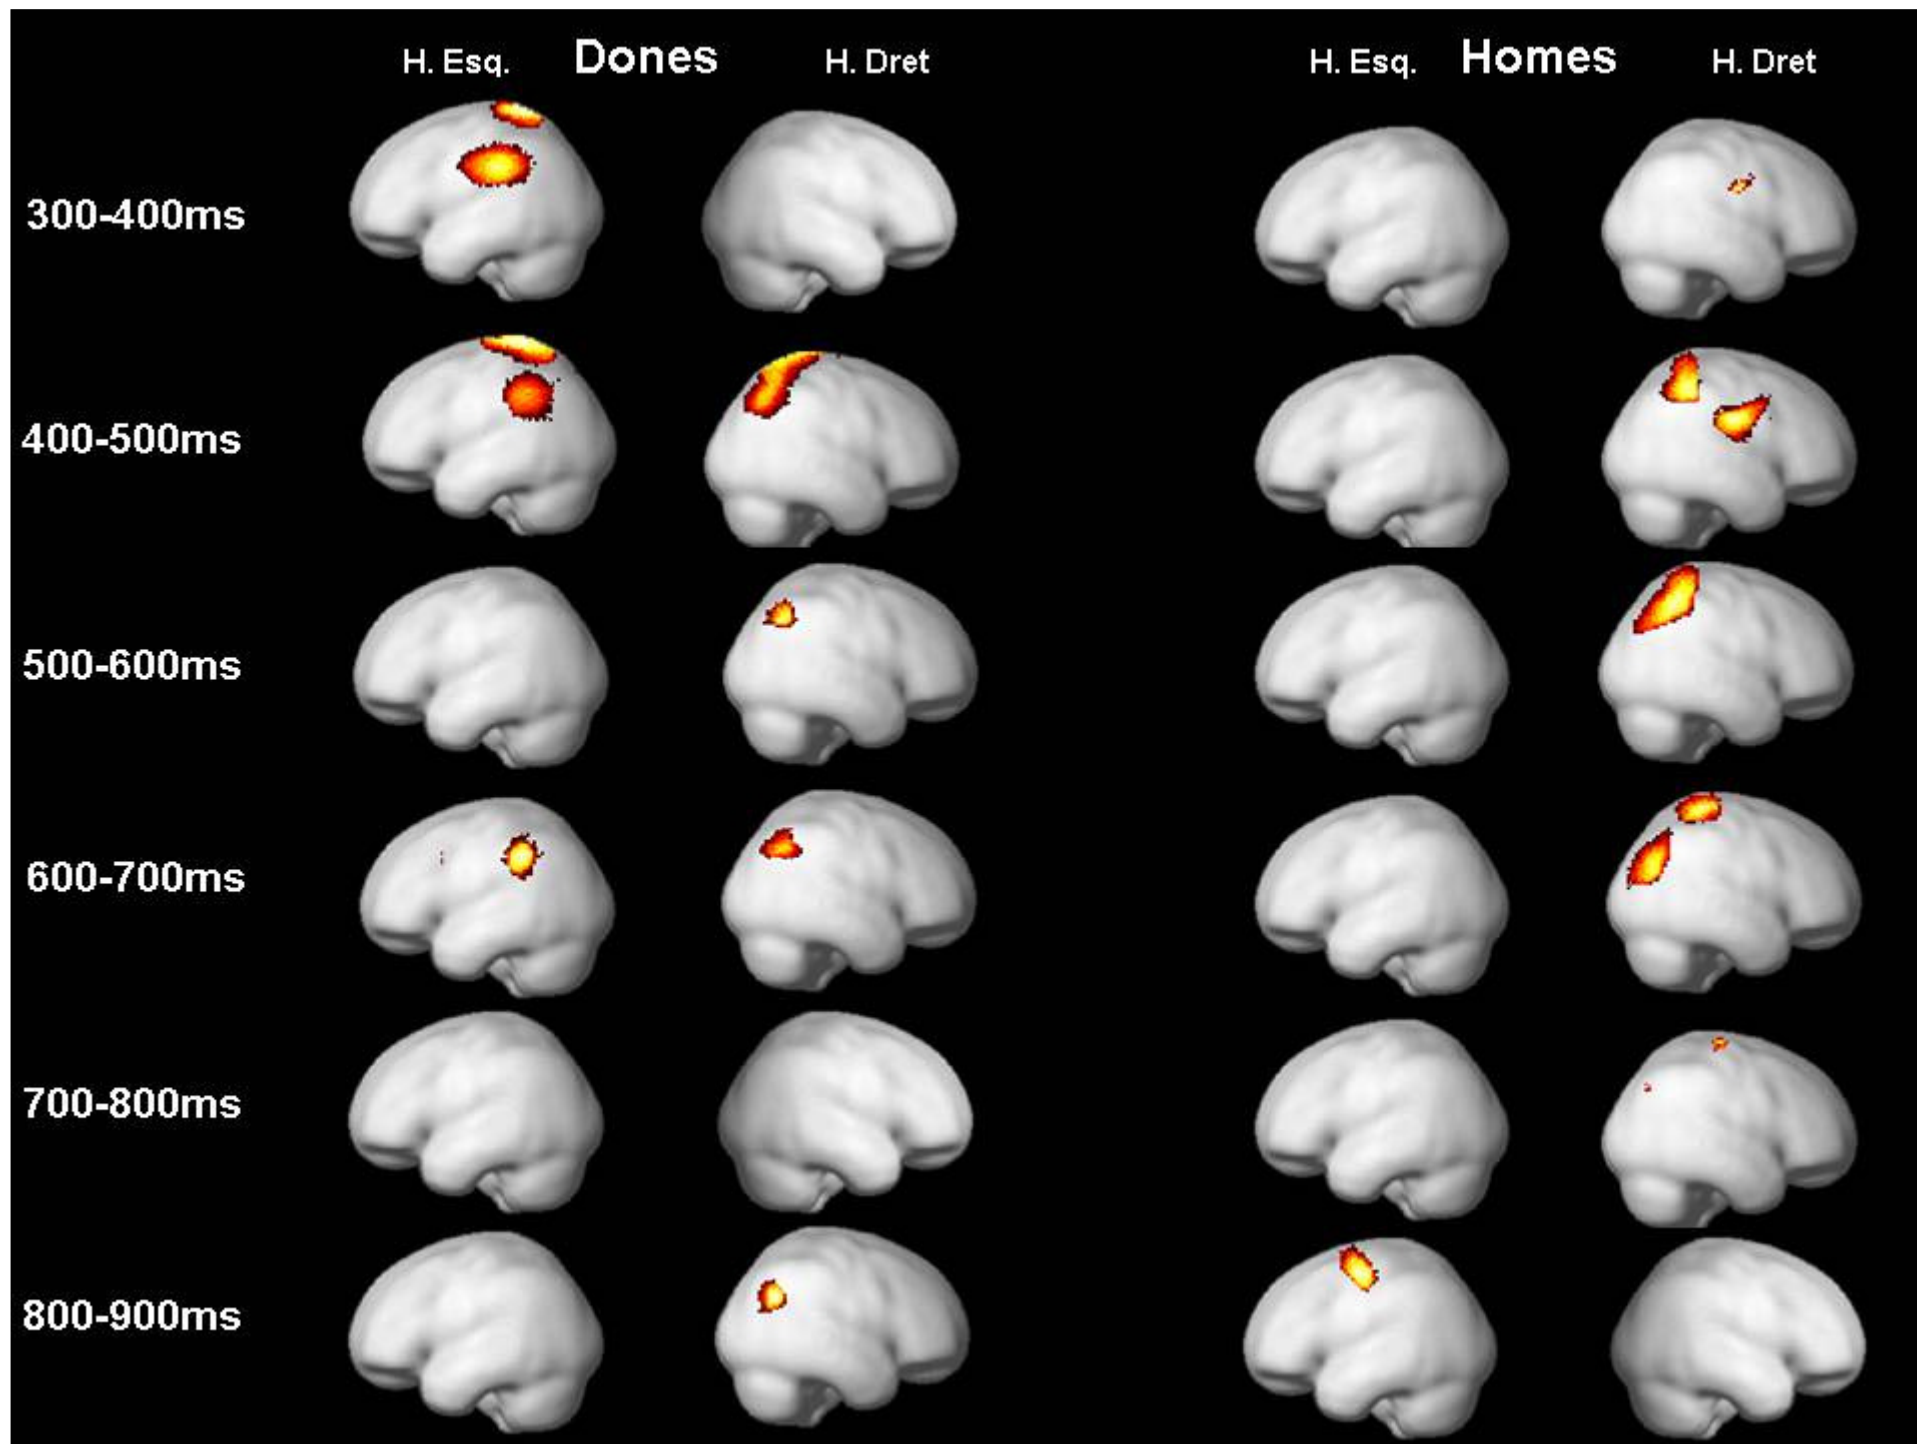 H. Esq. Dones H. Dret H. Esq. Homes H. Dret
300-400ms
400-500ms
500-600ms
600-700ms
700-800ms
800-900ms